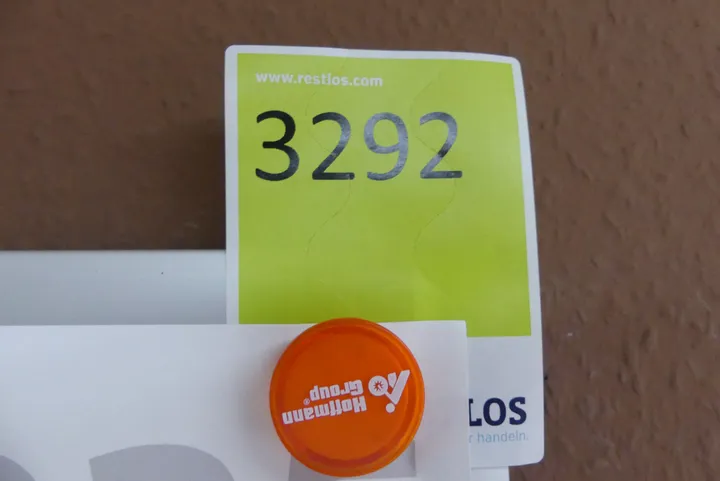 www.restlos.com
3292
Hoffmann
Group®
LOS
r handeln.